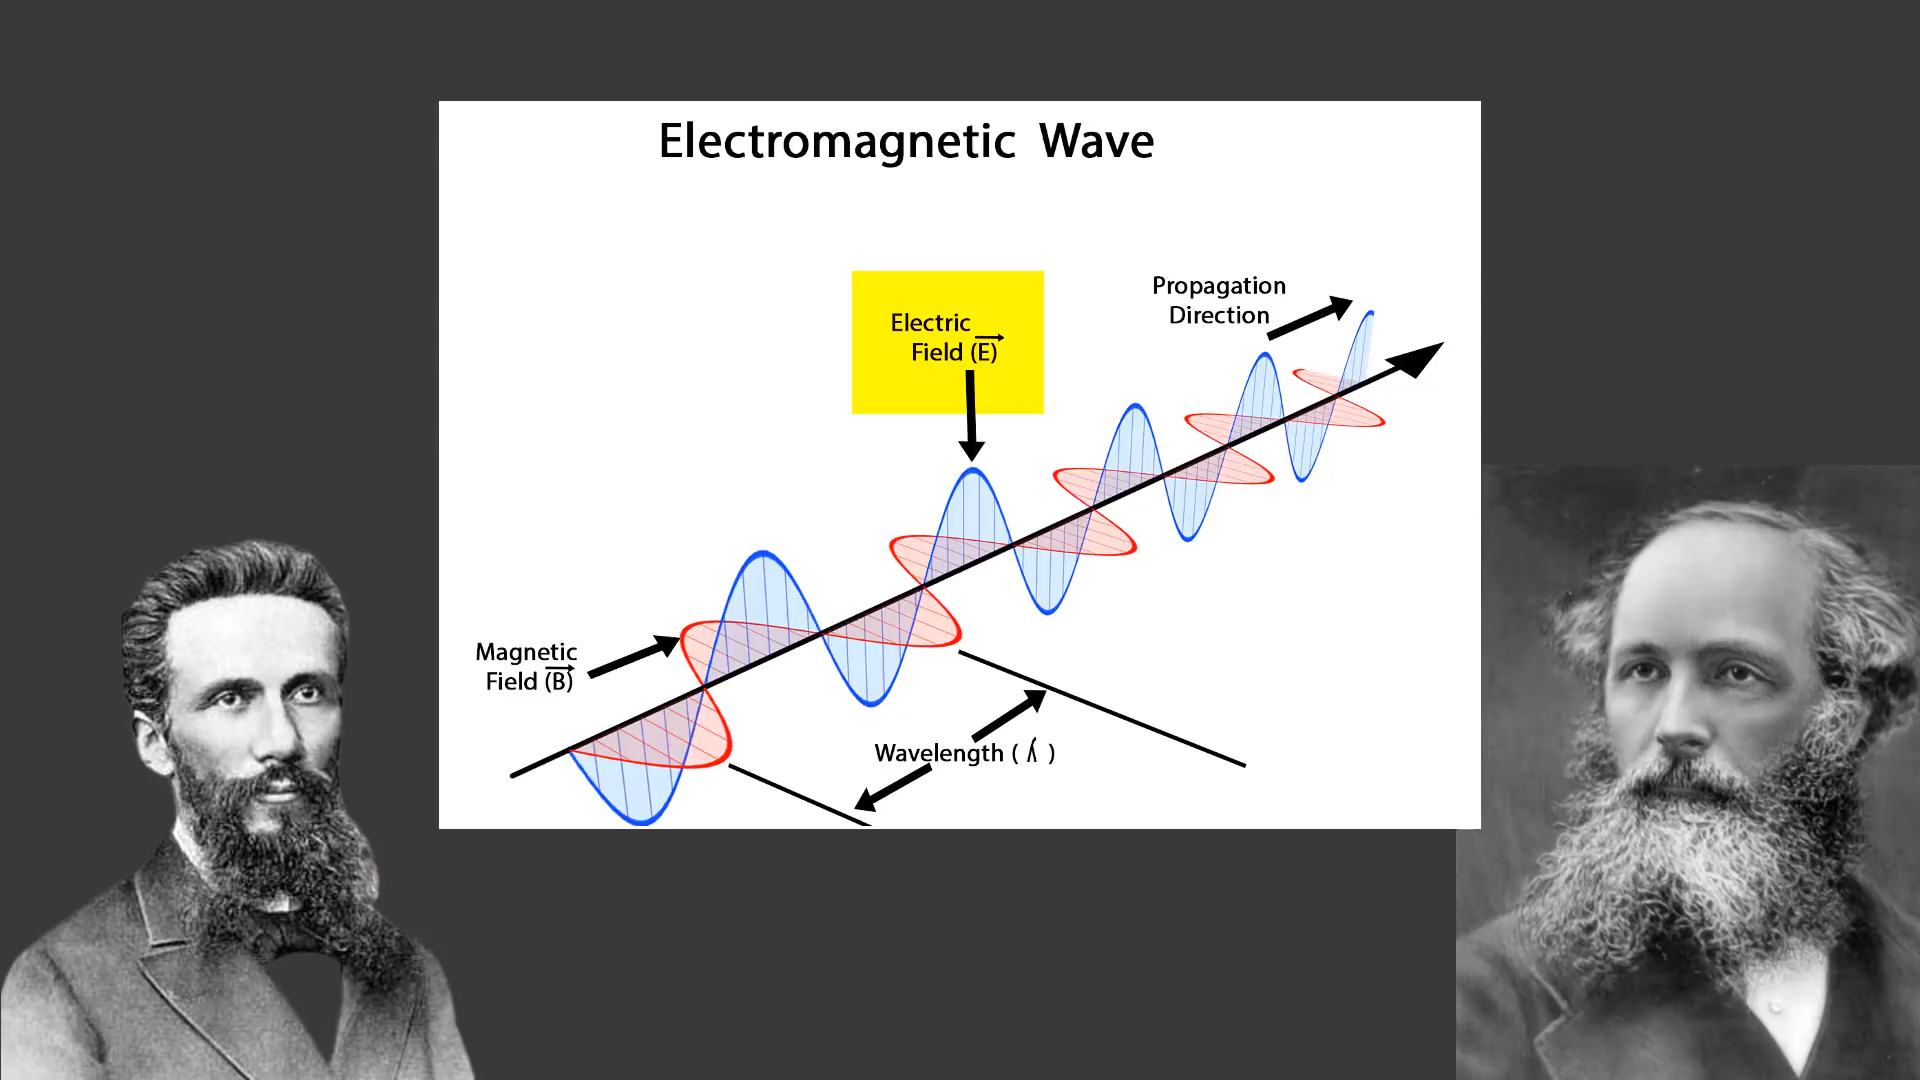 Electromagnetic Wave
Electric
Field (E)
Propagation
Direction
Magnetic
Field (B)
Wavelength ( λ )